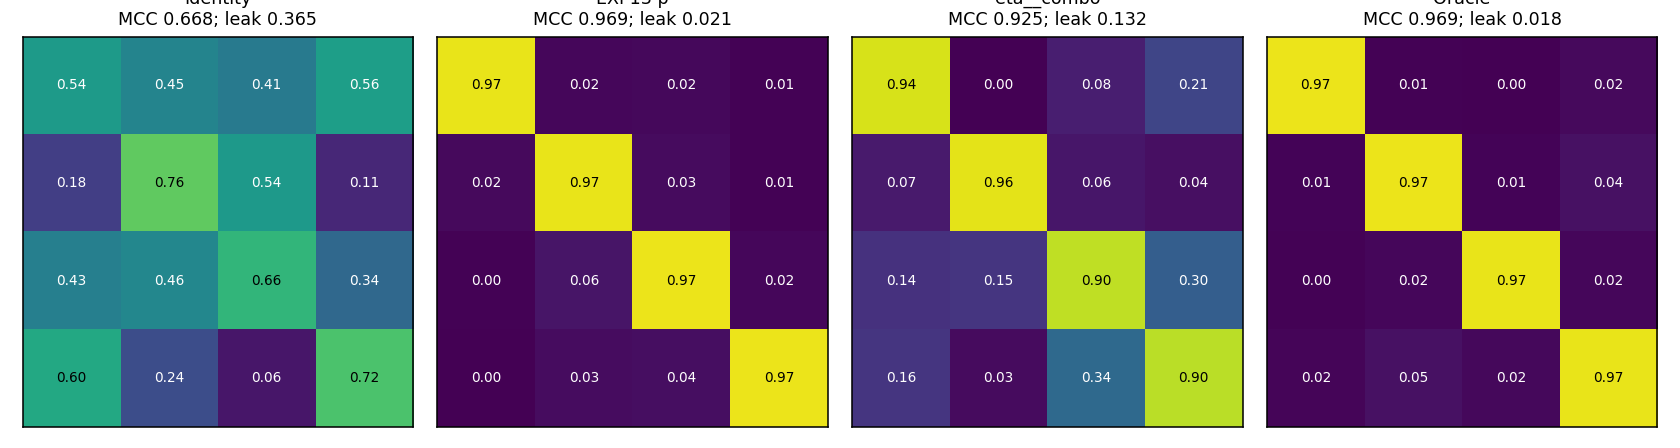 Identity
MCC 0.668; leak 0.365
MCC 0.969; leak 0.021
MCC 0.925; leak 0.132
Oracle
MCC 0.969; leak 0.018
0.54 0.45 0.41 0.56
0.18 0.76 0.54 0.11
0.43 0.46 0.66 0.34
0.60 0.24 0.06 0.72
0.97 0.02 0.02 0.01
0.02 0.97 0.03 0.01
0.00 0.06 0.97 0.02
0.00 0.03 0.04 0.97
0.94 0.00 0.08 0.21
0.07 0.96 0.06 0.04
0.14 0.15 0.90 0.30
0.16 0.03 0.34 0.90
0.97 0.01 0.00 0.02
0.01 0.97 0.01 0.04
0.00 0.02 0.97 0.02
0.02 0.05 0.02 0.97